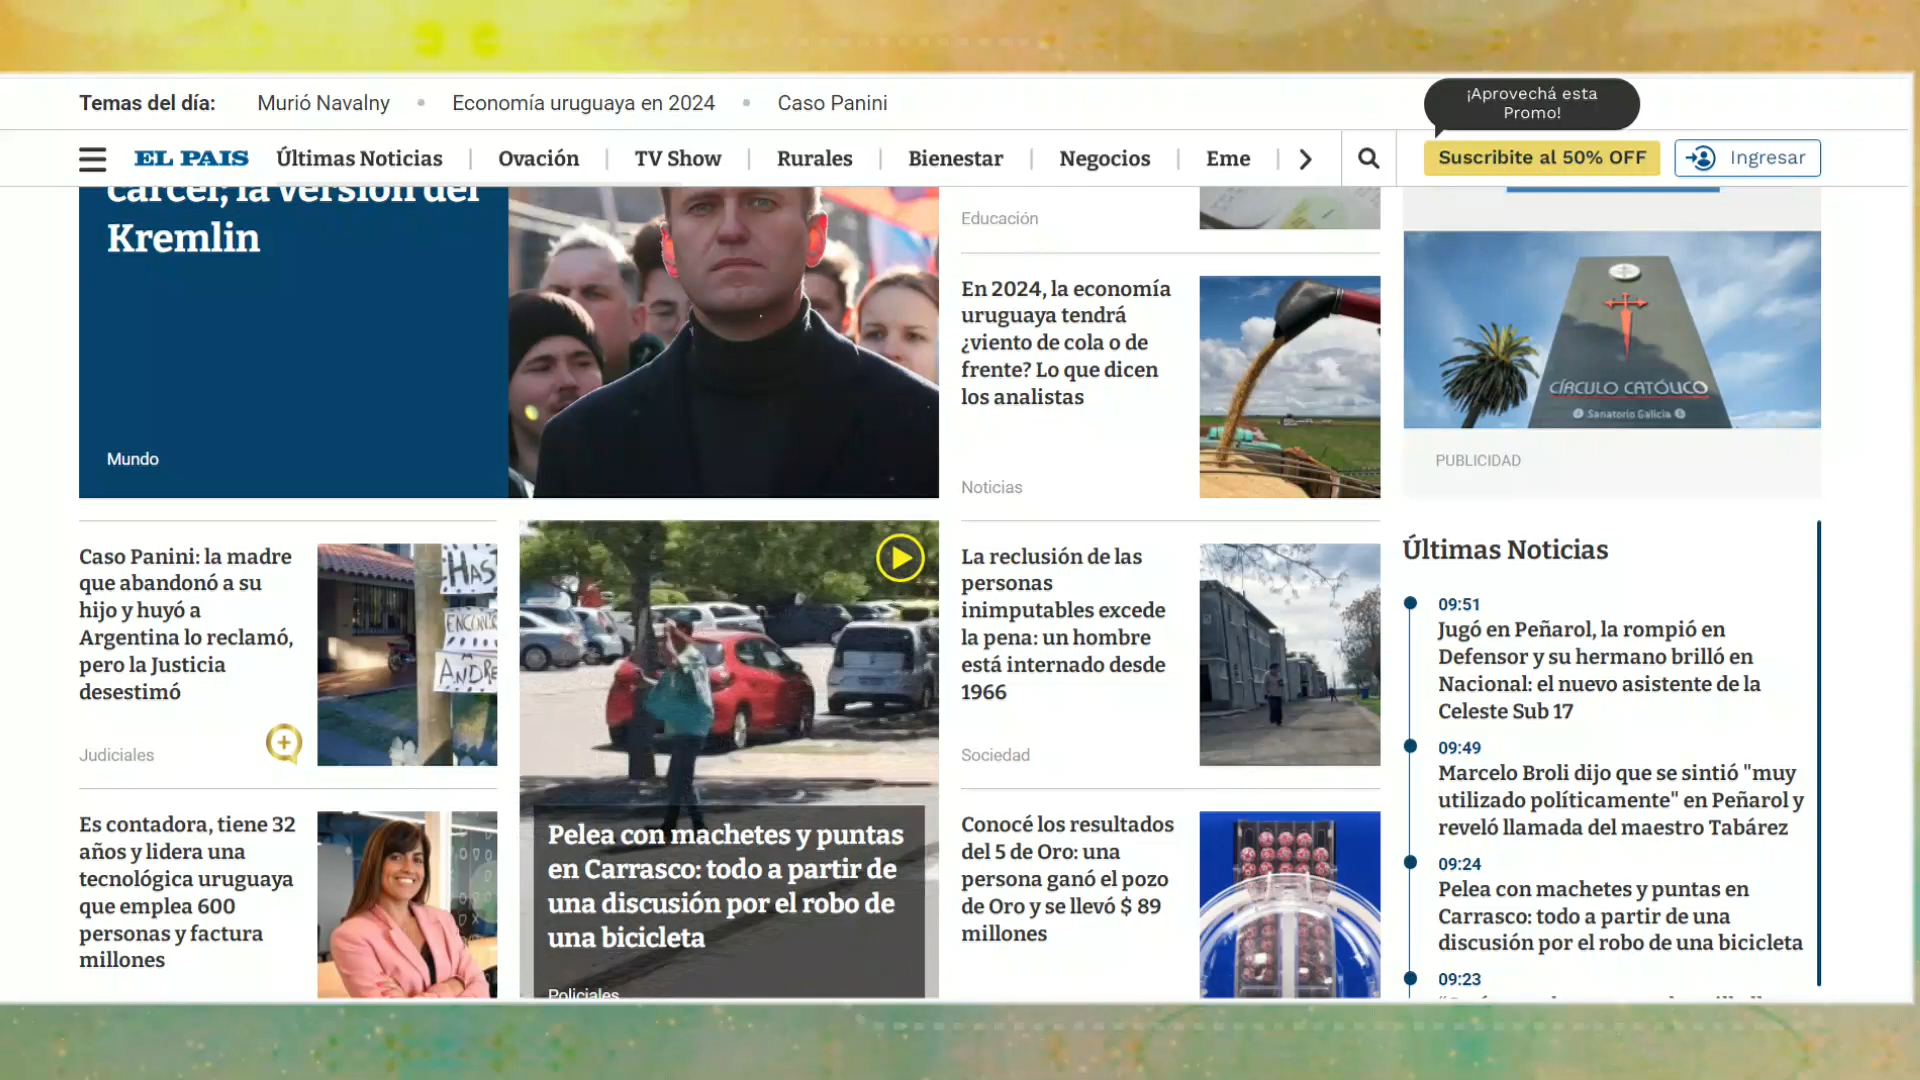 Temas del día:
Murió Navalny
Economía uruguaya en 2024
Caso Panini
¡Aprovechá esta
Promo!
EL PAIS
Últimas Noticias
Ovación
TV Show
Rurales
Bienestar
Negocios
Eme
Suscribite al 50% OFF
Ingresar
cárcel; la versión del
Kremlin
Mundo
Educación
En 2024, la economía
uruguaya tendrá
¿viento de cola o de
frente? Lo que dicen
los analistas
Noticias
CÍRCULO CATÓLICO
Sanatorio Galicia
PUBLICIDAD
Caso Panini: la madre
que abandonó a su
hijo y huyó a
Argentina lo reclamó,
pero la Justicia
desestimó
Judiciales
HAS
ANDRE
Es contadora, tiene 32
años y lidera una
tecnológica uruguaya
que emplea 600
personas y factura
millones
Pelea con machetes y puntas
en Carrasco: todo a partir de
una discusión por el robo de
una bicicleta
Policiales
La reclusión de las
personas
inimputables excede
la pena: un hombre
está internado desde
1966
Sociedad
Conocé los resultados
del 5 de Oro: una
persona ganó el pozo
de Oro y se llevó $ 89
millones
Últimas Noticias
09:51
Jugó en Peñarol, la rompió en
Defensor y su hermano brilló en
Nacional: el nuevo asistente de la
Celeste Sub 17
09:49
Marcelo Broli dijo que se sintió "muy
utilizado políticamente" en Peñarol y
reveló llamada del maestro Tabárez
09:24
Pelea con machetes y puntas en
Carrasco: todo a partir de una
discusión por el robo de una bicicleta
09:23